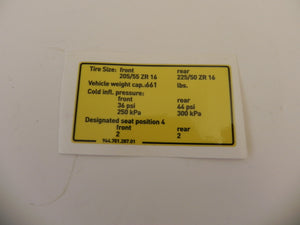 Tire Size: front rear
205/55 ZR 16 225/50 ZR 16
Vehicle weight cap.:661 lbs.
Cold infl. pressure:
front rear
36 psi 44 psi
250 kPa 300 kPa
Designated seat position 4
front rear
2 2
944.701.207.01